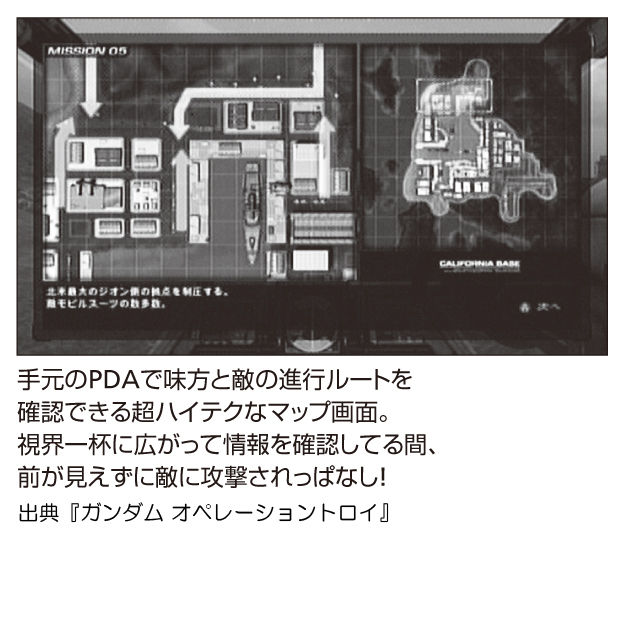 MISSION 05
CALIFORNIA BASE
北米最大のジオン側の拠点を制圧する。
敵モビルスーツの数多数。
次へ
手元のPDAで味方と敵の進行ルートを
確認できる超ハイテクなマップ画面。
視界一杯に広がって情報を確認してる間、
前が見えずに敵に攻撃されっぱなし!
出典『ガンダム オペレーショントロイ』